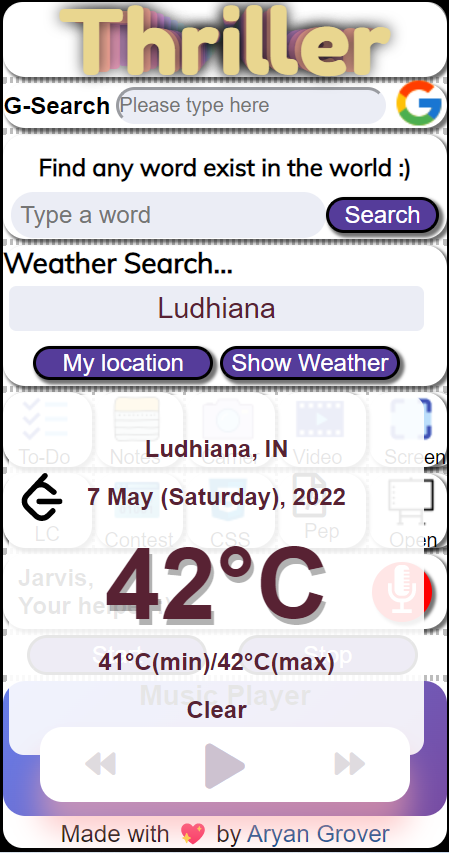 Thriller
G-Search Please type here
Find any word exist in the world :)
Type a word Search
Weather Search...
Ludhiana
My location Show Weather
To-Do Notes Camera Video Screen
Ludhiana, IN
7 May (Saturday), 2022
LC Contest CSS Pep Open
Jarvis,
Your
42°C
Start Stop
41°C(min)/42°C(max)
Music Player
Clear
Made with 💖 by Aryan Grover